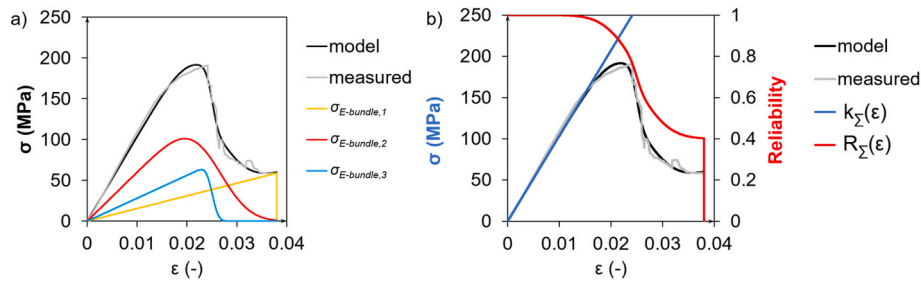 a)
σ (MPa)
250
200
150
100
50
0
0
0.01
0.02
0.03
0.04
ε (-)
model
measured
σE-bundle,1
σE-bundle,2
σE-bundle,3
b)
σ (MPa)
250
200
150
100
50
0
0
0.01
0.02
0.03
0.04
ε (-)
1
0.8
0.6
0.4
0.2
0
Reliability
model
measured
kΣ(ε)
RΣ(ε)